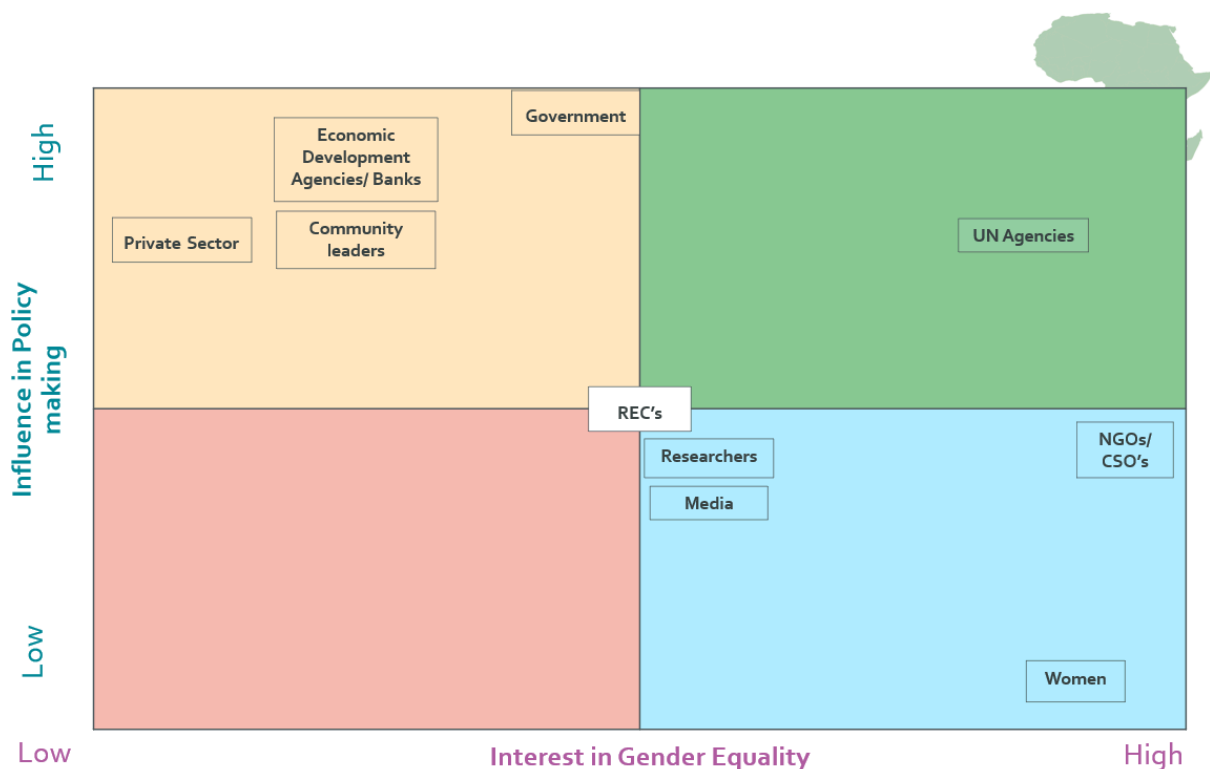 Government
Economic
Development
Agencies/ Banks
High
Private Sector
Community
leaders
UN Agencies
Influence in Policy
making
REC's
Researchers
NGOs/
CSO's
Media
Low
Women
Low
Interest in Gender Equality
High